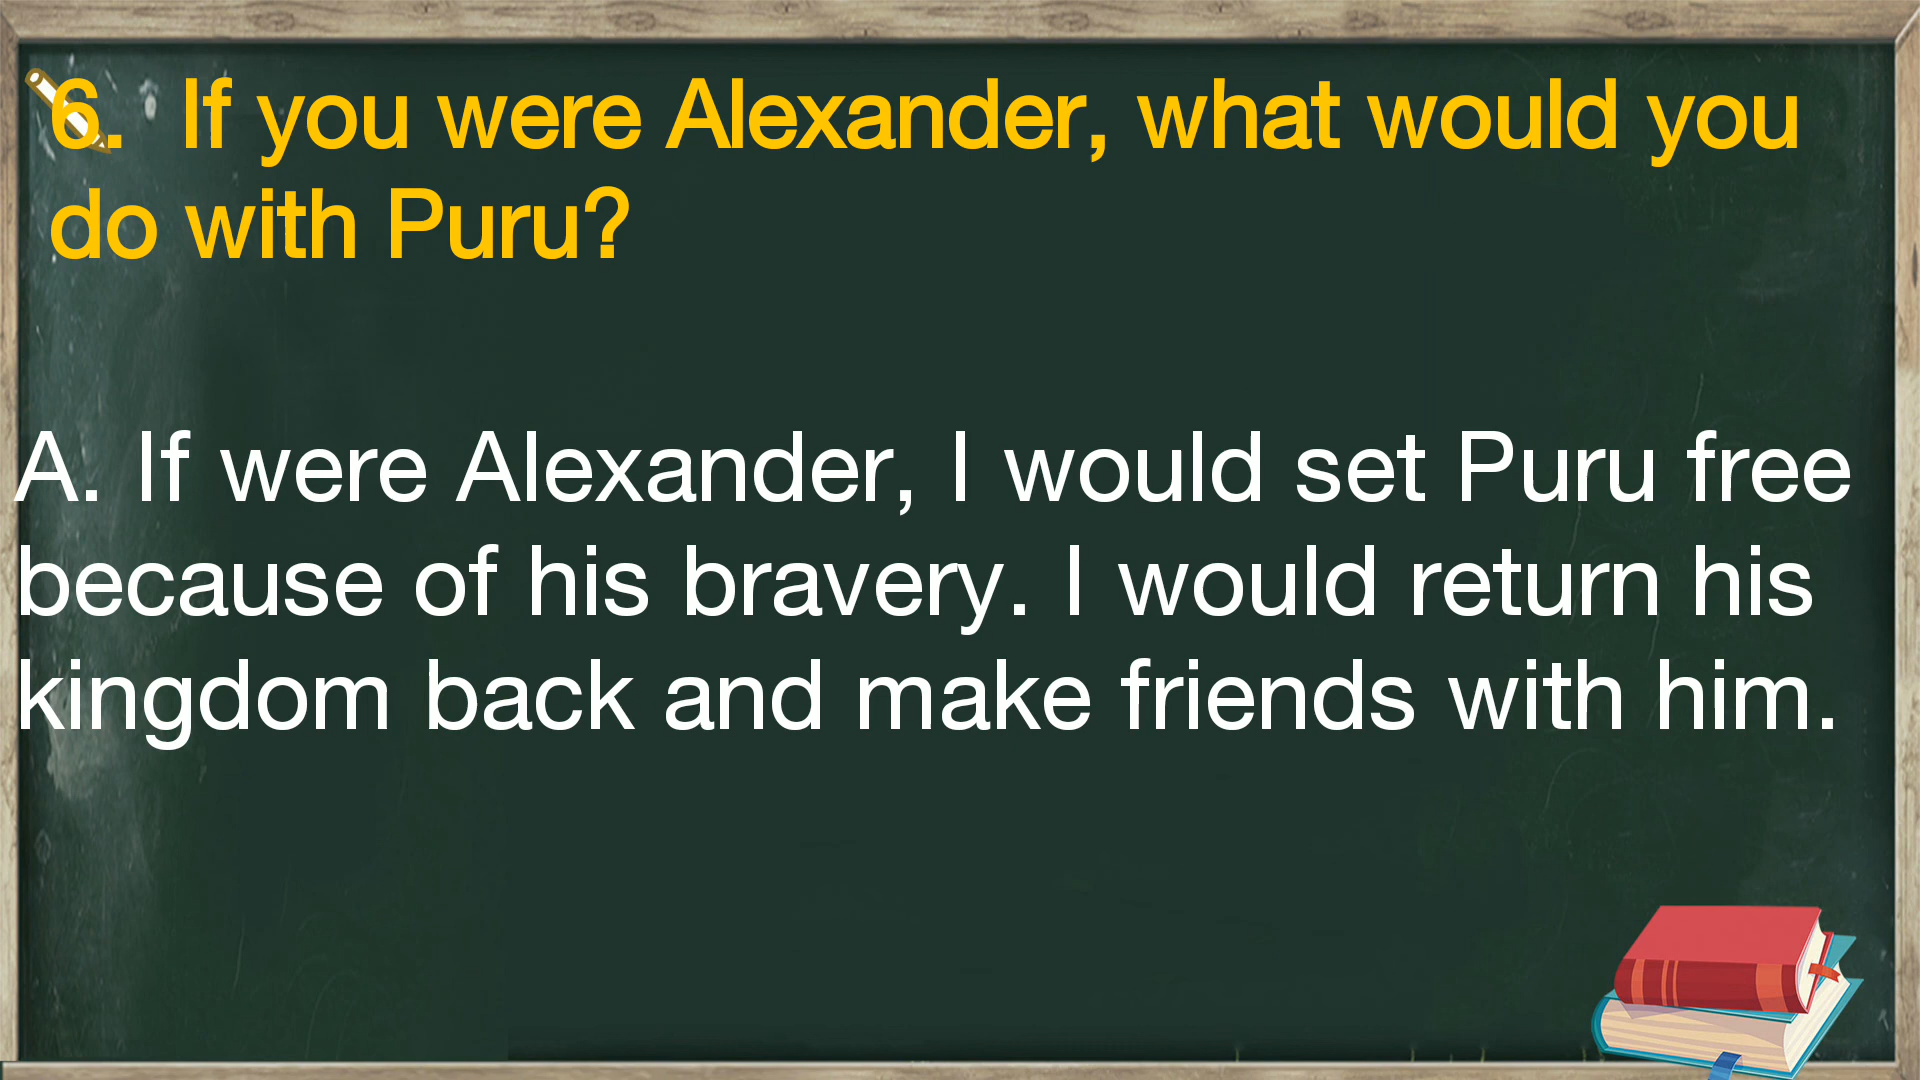 6. If you were Alexander, what would you
do with Puru?
A. If were Alexander, I would set Puru free
because of his bravery. I would return his
kingdom back and make friends with him.